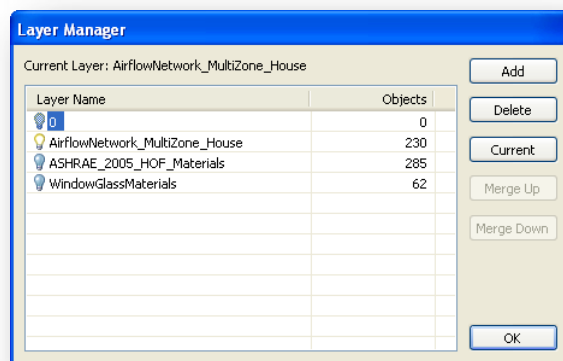 Layer Manager
Current Layer: AirflowNetwork_MultiZone_House
Add
Layer Name Objects
Delete
0 0
AirflowNetwork_MultiZone_House 230
Current
ASHRAE_2005_HOF_Materials 285
WindowGlassMaterials 62
Merge Up
Merge Down
OK